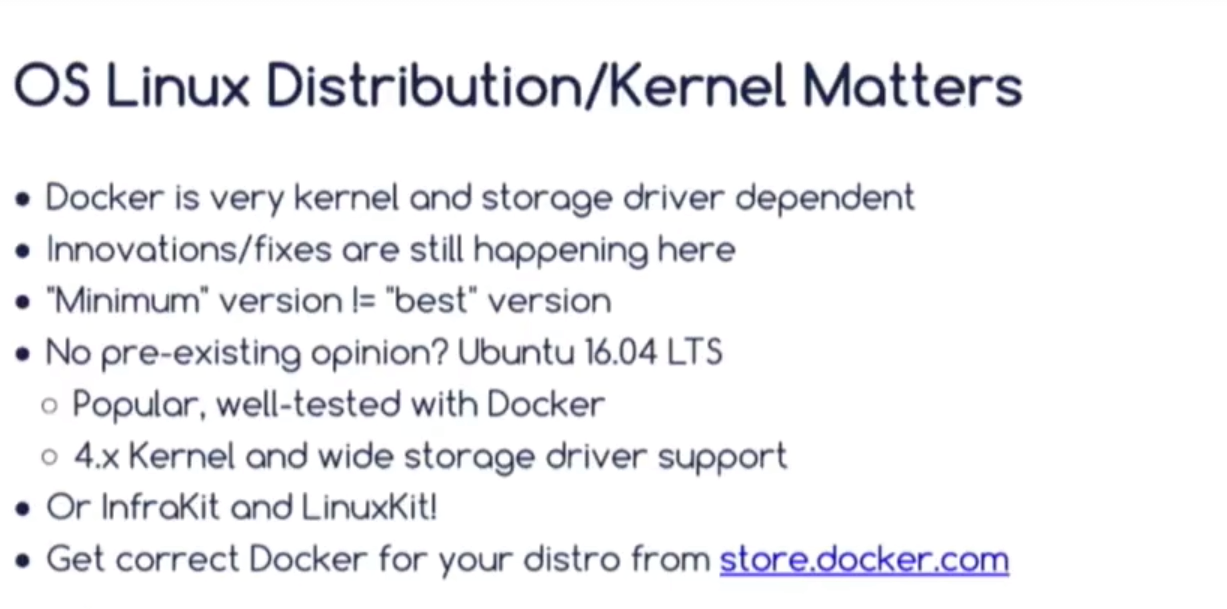 OS Linux Distribution/Kernel Matters
• Docker is very kernel and storage driver dependent
• Innovations/fixes are still happening here
• "Minimum" version != "best" version
• No pre-existing opinion? Ubuntu 16.04 LTS
○ Popular, well-tested with Docker
○ 4.x Kernel and wide storage driver support
• Or InfraKit and LinuxKit!
• Get correct Docker for your distro from store.docker.com